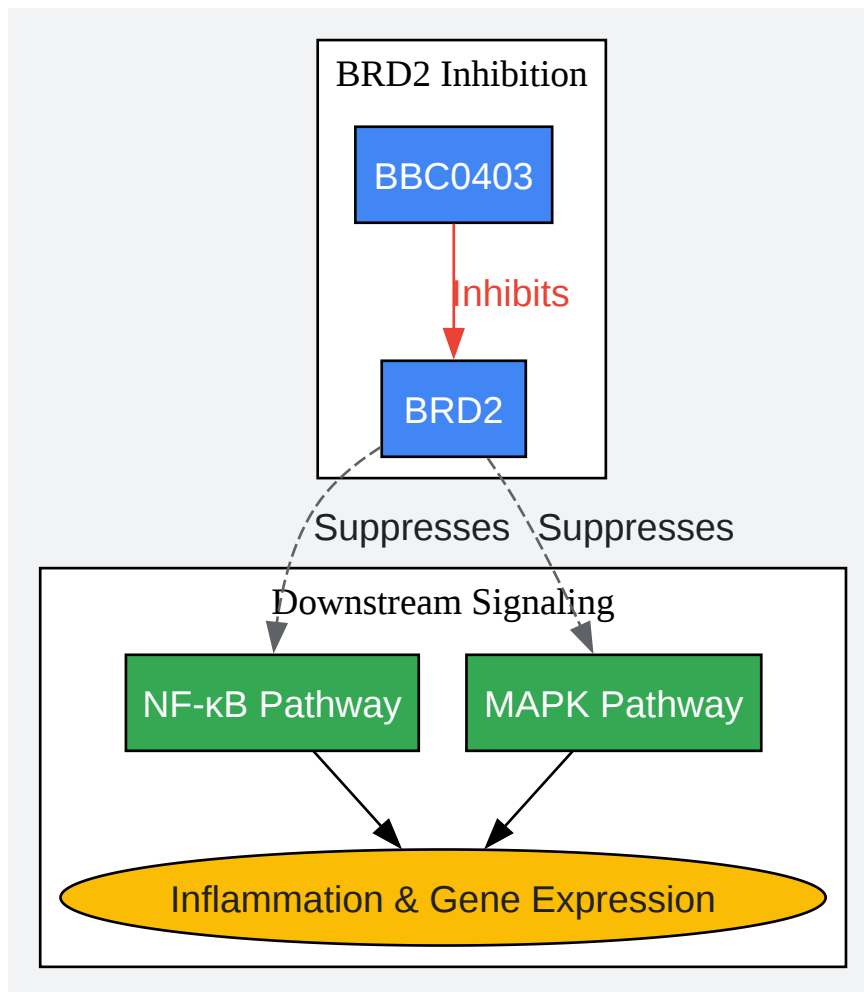 BRD2 Inhibition
BBC0403
Inhibits
BRD2
Suppresses Suppresses
Downstream Signaling
NF-κB Pathway MAPK Pathway
Inflammation & Gene Expression